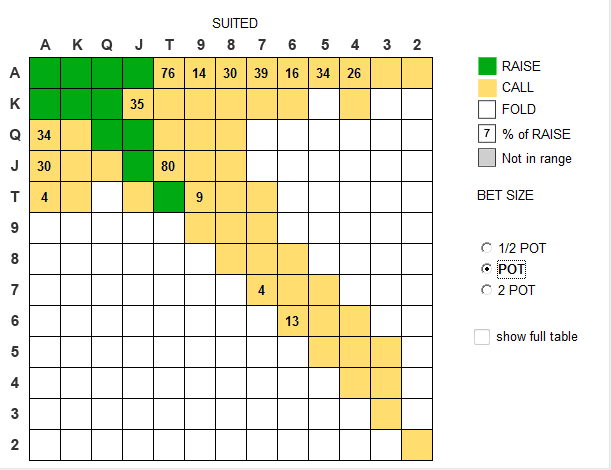 SUITED
A K Q J T 9 8 7 6 5 4 3 2
A 76 14 30 39 16 34 26
K 35
Q 34
J 30 80
T 4 9
9
8
7 4
6 13
5
4
3
2
RAISE
CALL
FOLD
7 % of RAISE
Not in range
BET SIZE
1/2 POT
POT
2 POT
show full table